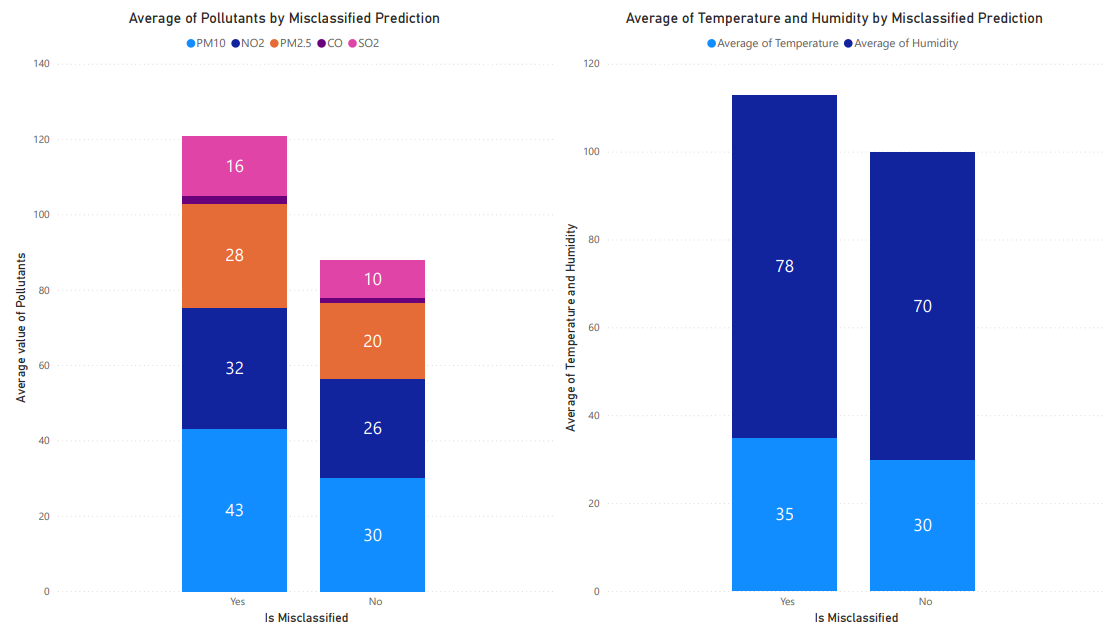 Average of Pollutants by Misclassified Prediction
PM10 NO2 PM2.5 CO SO2
140
120
100
80
60
40
20
0
Average value of Pollutants
16
28
32
43
10
20
26
30
Yes No
Is Misclassified
Average of Temperature and Humidity by Misclassified Prediction
Average of Temperature Average of Humidity
120
100
80
60
40
20
0
Average of Temperature and Humidity
78
35
70
30
Yes No
Is Misclassified